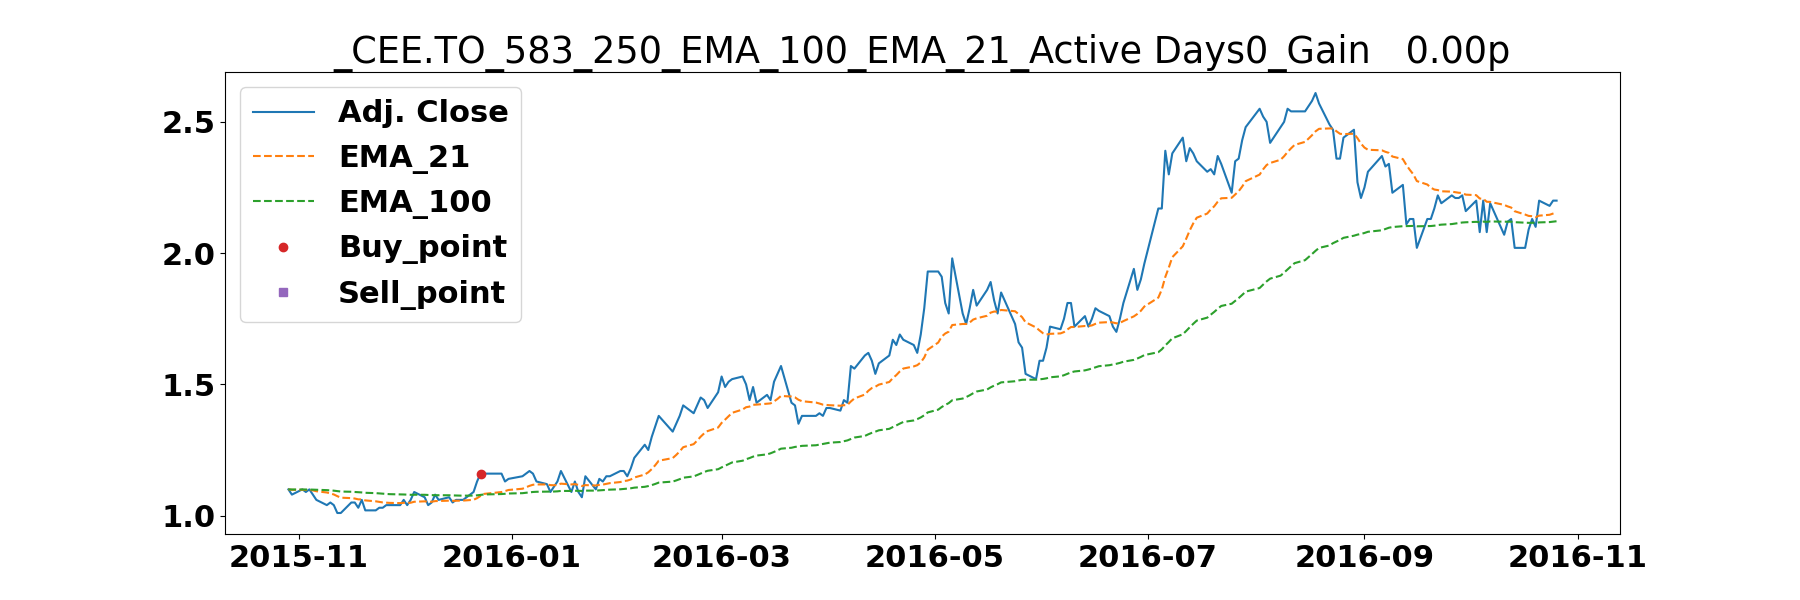 _CEE.TO_583_250_EMA_100_EMA_21_Active Days0_Gain   0.00p
Adj. Close
EMA_21
EMA_100
Buy_point
Sell_point
2.5
2.0
1.5
1.0
2015-11 2016-01 2016-03 2016-05 2016-07 2016-09 2016-11